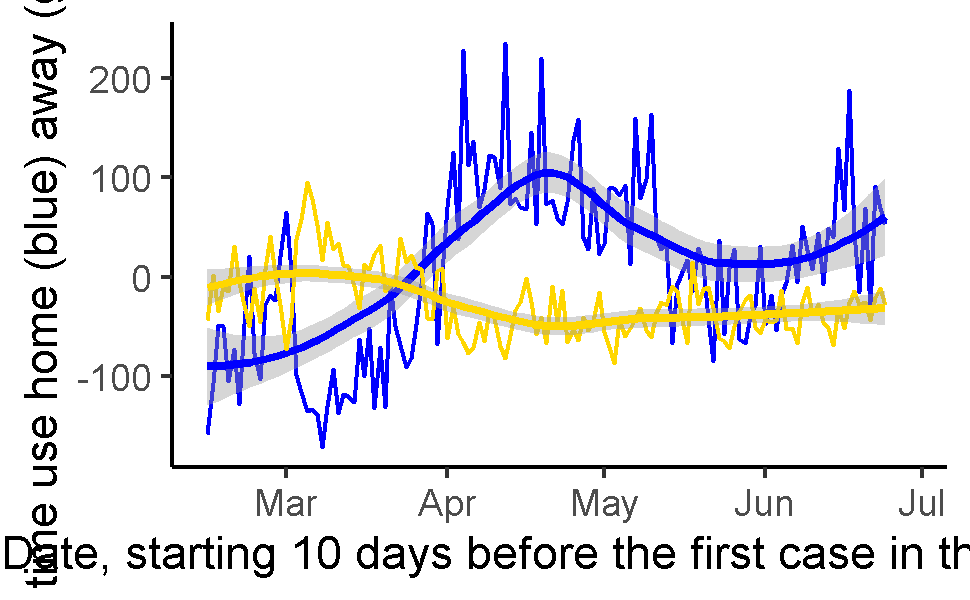 time use home (blue) away (
200
100
0
-100
Mar Apr May Jun Jul
Date, starting 10 days before the first case in th